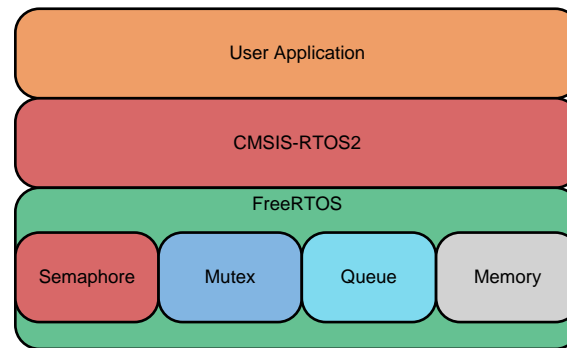 User Application
CMSIS-RTOS2
FreeRTOS
Semaphore
Mutex
Queue
Memory